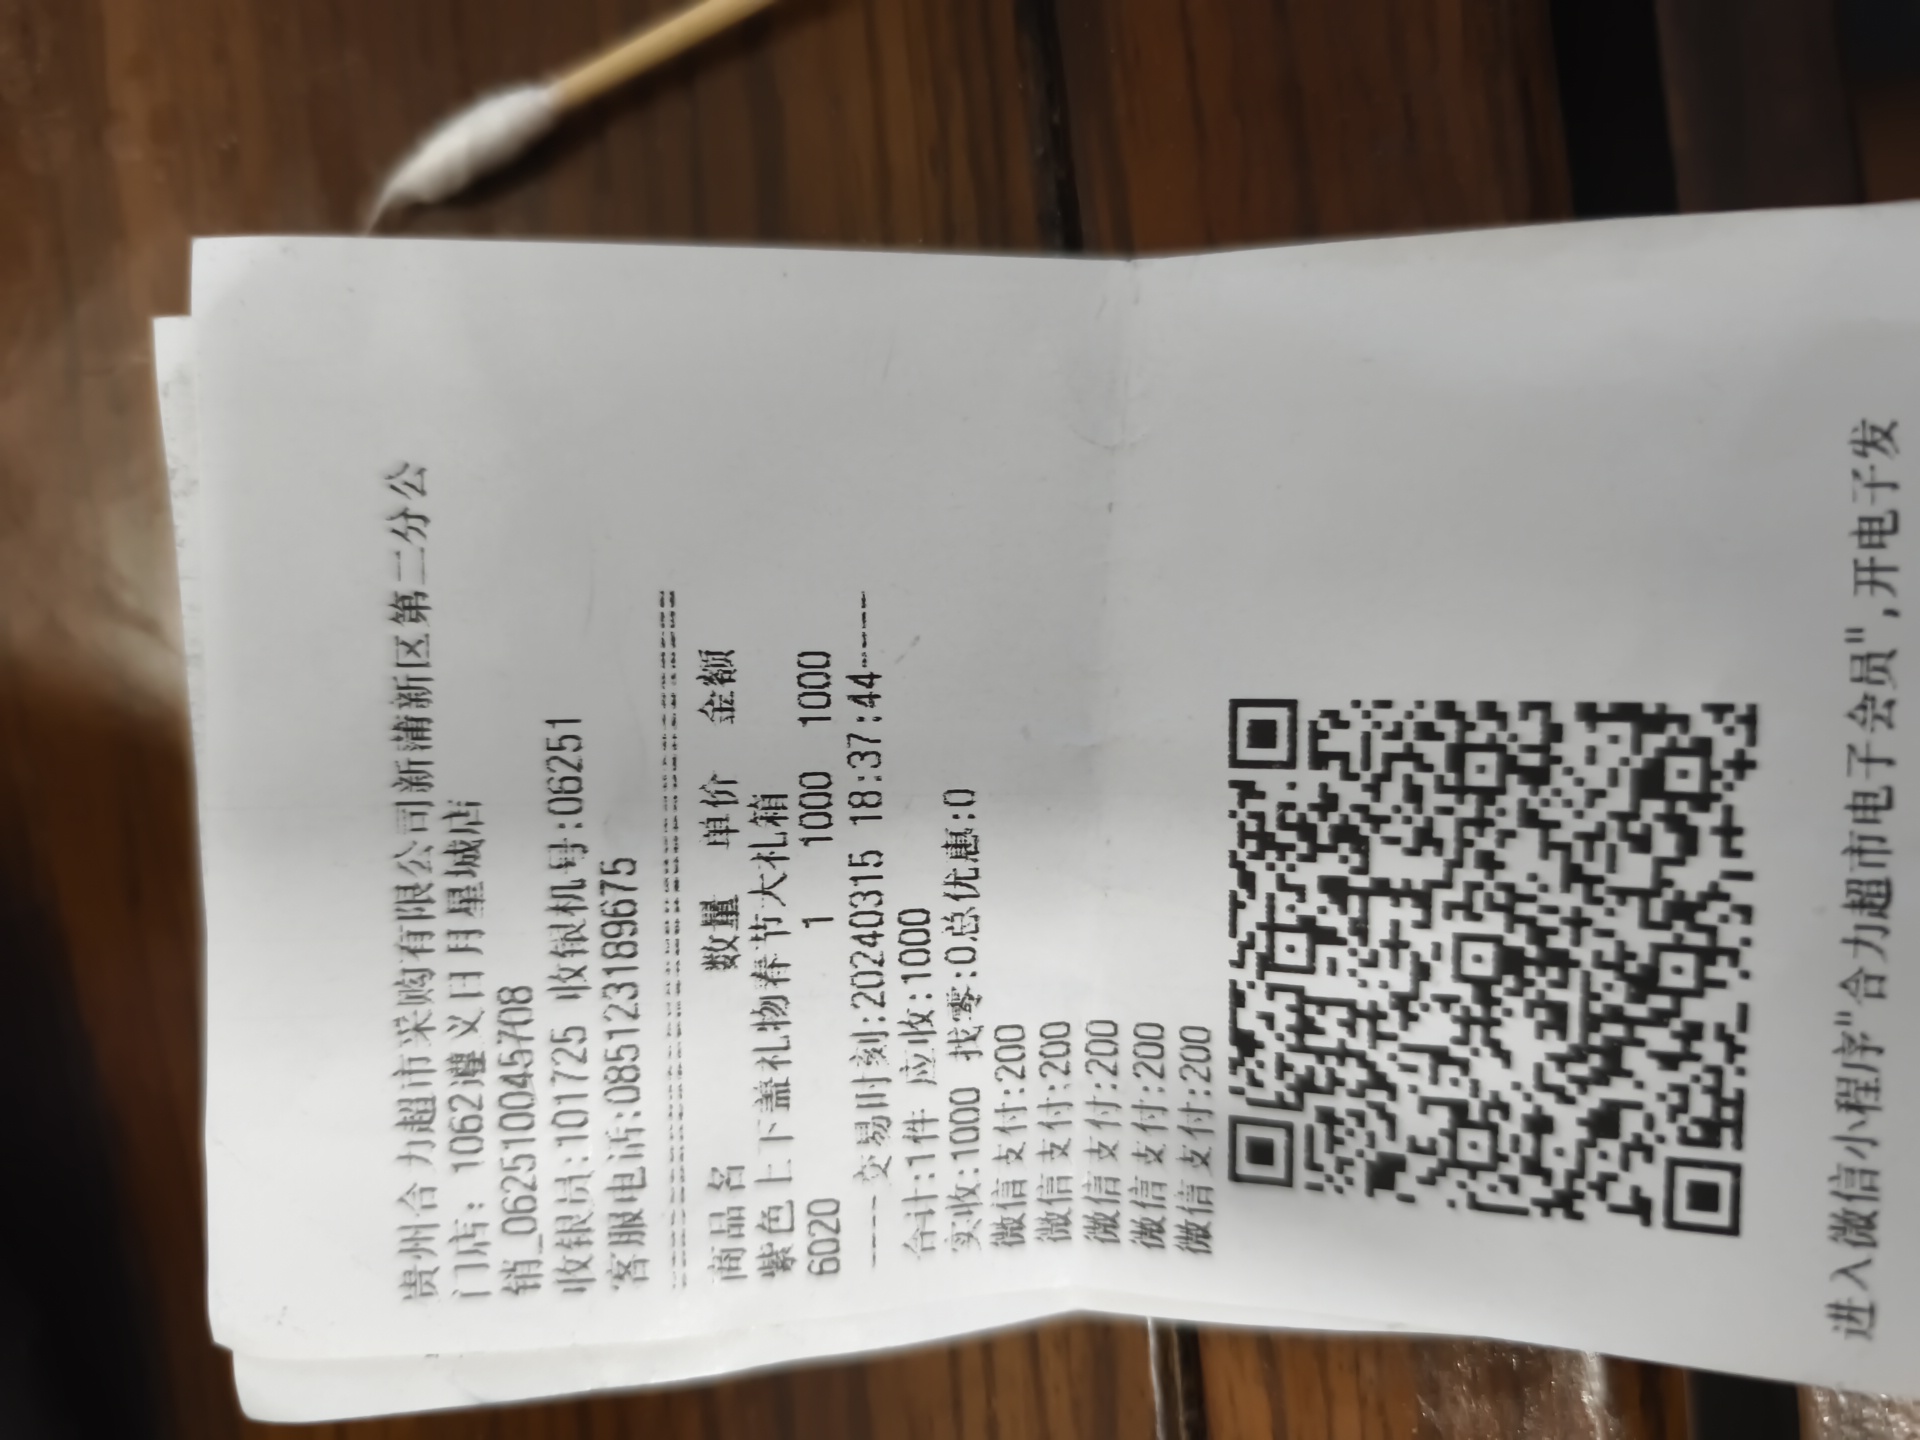 贵州合力超市采购有限公司新蒲新区第二分公
门店: 1062遵义日月星城店
销_062510045708
收银员:101725 收银机号:06251
客服电话:085123189675
商品名 数量 单价 金额
紫色上下盖礼物春节大礼箱
6020 1 1000 1000
----交易时刻:20240315 18:37:44----
合计:1件 应收:1000
实收:1000 找零:0总优惠:0
微信支付:200
微信支付:200
微信支付:200
微信支付:200
微信支付:200
进入微信小程序"合力超市电子会员",开电子发